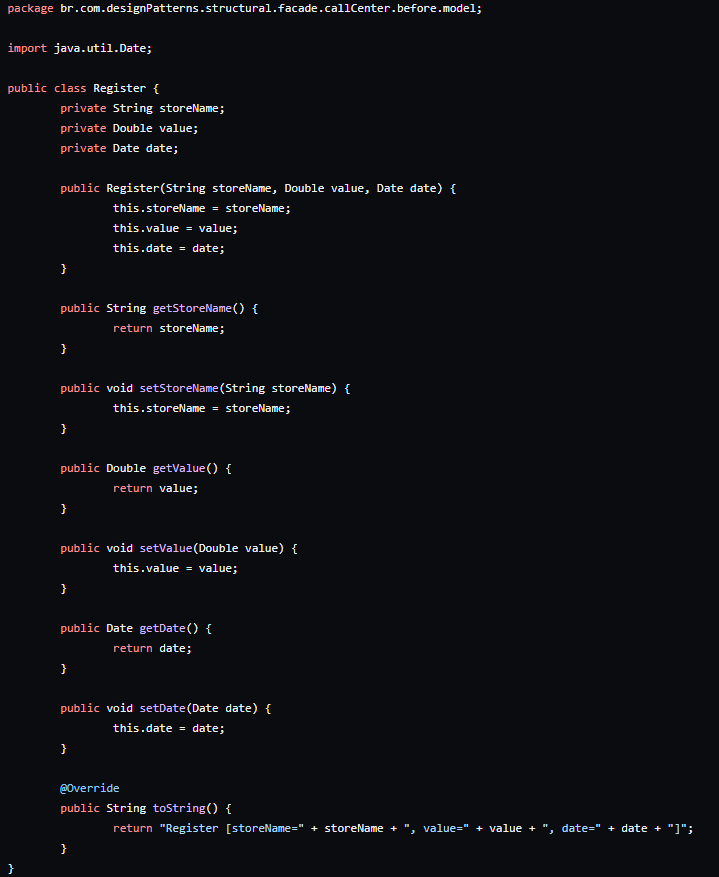 package br.com.designPatterns.structural.facade.callCenter.before.model;
import java.util.Date;
public class Register {
private String storeName;
private Double value;
private Date date;
public Register(String storeName, Double value, Date date) {
this.storeName = storeName;
this.value = value;
this.date = date;
}
public String getStoreName() {
return storeName;
}
public void setStoreName(String storeName) {
this.storeName = storeName;
}
public Double getValue() {
return value;
}
public void setValue(Double value) {
this.value = value;
}
public Date getDate() {
return date;
}
public void setDate(Date date) {
this.date = date;
}
@Override
public String toString() {
return "Register [storeName=" + storeName + ", value=" + value + ", date=" + date + "]";
}
}